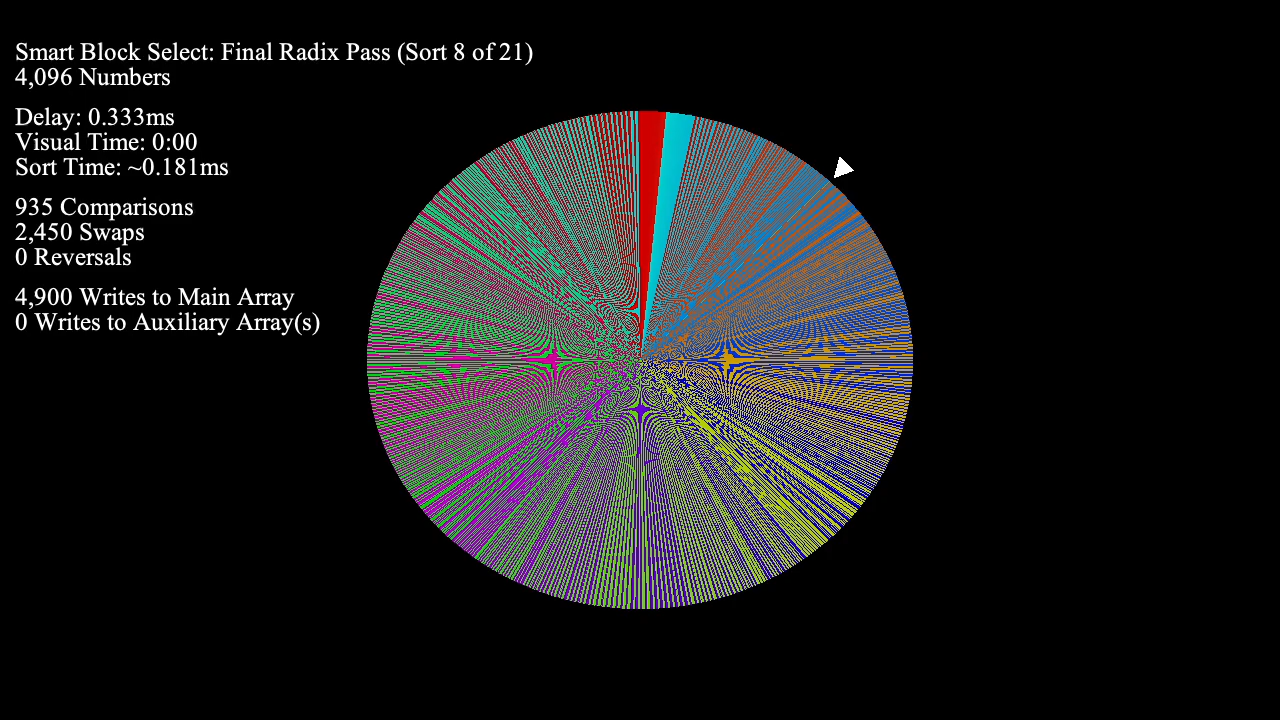 Smart Block Select: Final Radix Pass (Sort 8 of 21)
4,096 Numbers
Delay: 0.333ms
Visual Time: 0:00
Sort Time: ~0.181ms
935 Comparisons
2,450 Swaps
0 Reversals
4,900 Writes to Main Array
0 Writes to Auxiliary Array(s)